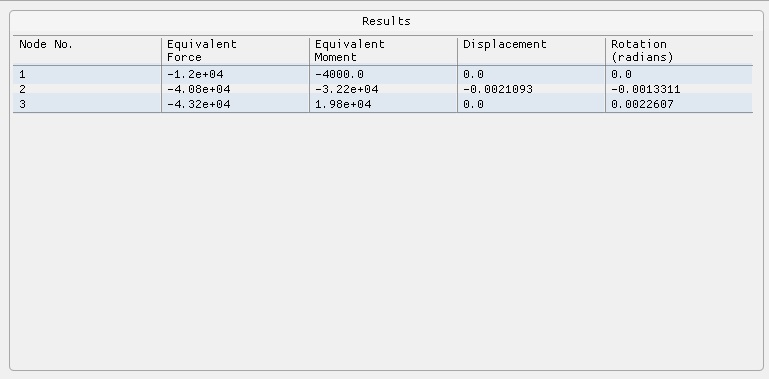 Results
Node No. Equivalent Force Equivalent Moment Displacement Rotation (radians)
1 -1.2e+04 -4000.0 0.0 0.0
2 -4.08e+04 -3.22e+04 -0.0021093 -0.0013311
3 -4.32e+04 1.98e+04 0.0 0.0022607